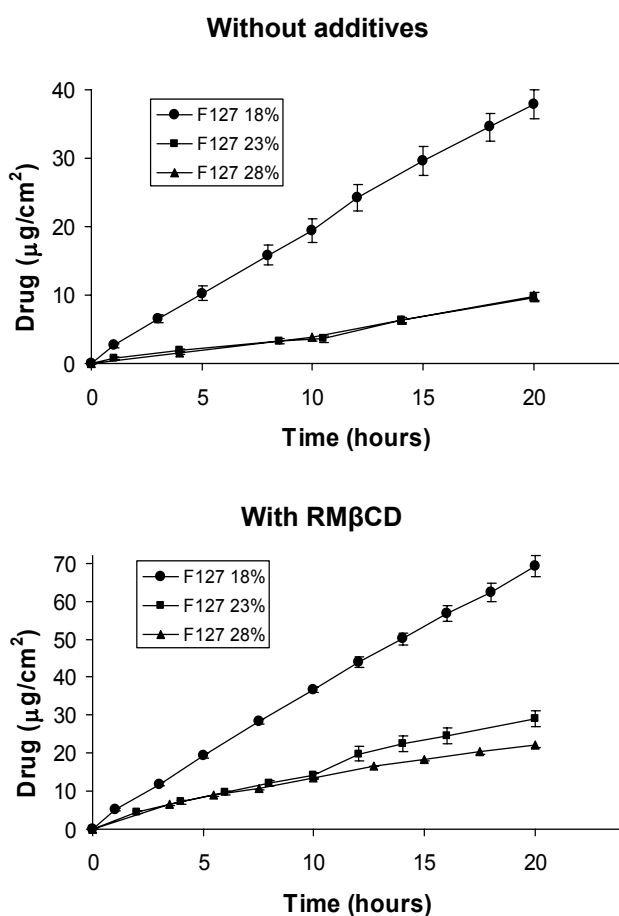 Without additives
40
30
20
10
0
Drug (μg/cm²)
F127 18%
F127 23%
F127 28%
0 5 10 15 20
Time (hours)
With RMβCD
70
60
50
40
30
20
10
0
Drug (μg/cm²)
F127 18%
F127 23%
F127 28%
0 5 10 15 20
Time (hours)